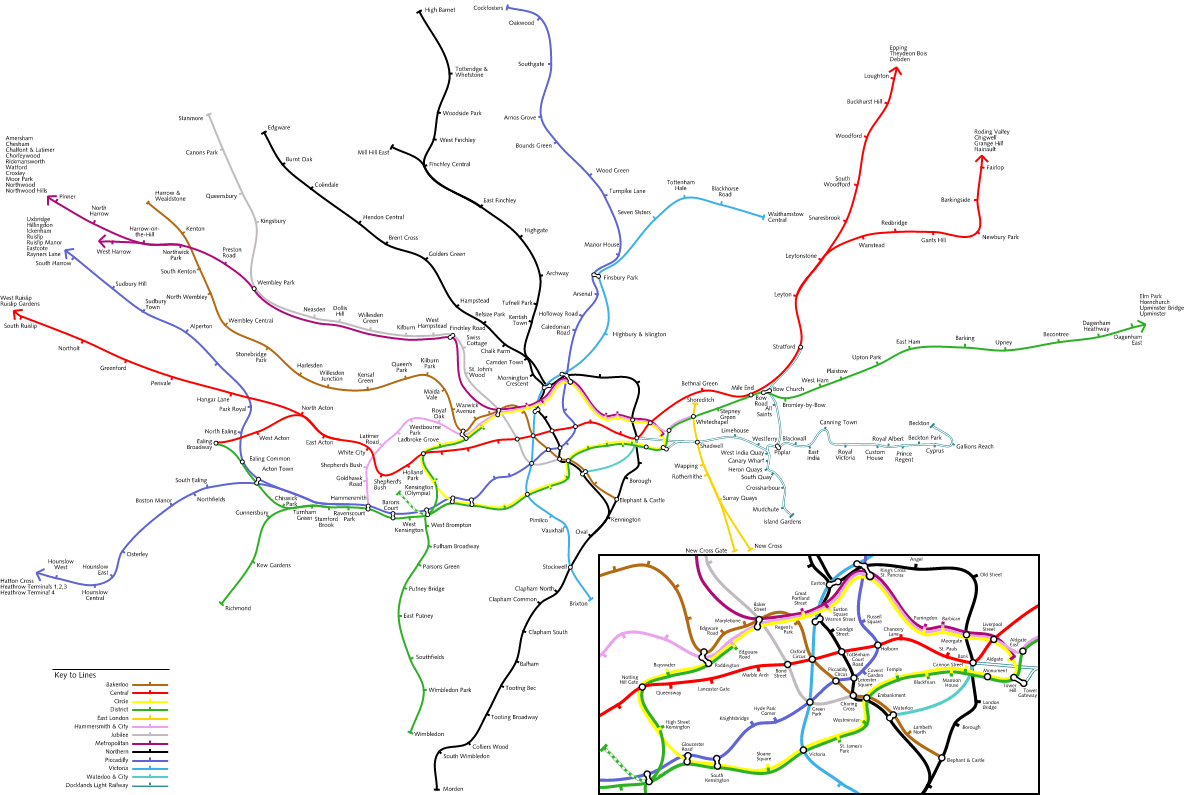 High Barnet
Cockfosters
Oakwood
Totteridge &
Whetstone
Southgate
Epping
Theydon Bois
Debden
Loughton
Buckhurst Hill
Woodside Park
Arnos Grove
Stanmore
Edgware
West Finchley
Bounds Green
Woodford
Roding Valley
Chigwell
Grange Hill
Hainault
Fairlop
Canons Park
Burnt Oak
Mill Hill East
Finchley Central
Wood Green
Amersham
Chesham
Chalfont & Latimer
Chorleywood
Rickmansworth
Watford
Croxley
Moor Park
Northwood
Northwood Hills
Pinner
Harrow &
Wealdstone
Queensbury
Colindale
East Finchley
Turnpike Lane
Tottenham
Hale
Blackhorse
Road
South
Woodford
Barkingside
North
Harrow
Uxbridge
Hillingdon
Ickenham
Ruislip
Ruislip Manor
Eastcote
Rayners Lane
South Harrow
Harrow-on-
the-Hill
West Harrow
Kenton
Kingsbury
Hendon Central
Brent Cross
Highgate
Seven Sisters
Walthamstow
Central
Snaresbrook
Redbridge
Wanstead
Gants Hill
Newbury Park
Northwick
Park
Preston
Road
South Kenton
Golders Green
Manor House
Leytonstone
Sudbury Hill
Wembley Park
Archway
Finsbury Park
West Ruislip
Ruislip Gardens
South Ruislip
Sudbury
Town
North Wembley
Neasden
Dollis
Hill
Willesden
Green
Kilburn
West
Hampstead
Finchley Road
Hampstead
Tufnell Park
Arsenal
Leyton
Elm Park
Hornchurch
Upminster Bridge
Upminster
Alperton
Wembley Central
Belsize Park
Kentish
Town
Holloway Road
Caledonian
Road
Highbury & Islington
Dagenham
Heathway
Dagenham
East
Northolt
Stonebridge
Park
Swiss
Cottage
Chalk Farm
Camden Town
Stratford
East Ham
Barking
Upney
Becontree
Greenford
Harlesden
Willesden
Junction
Kensal
Green
Queen's
Park
Kilburn
Park
St. John's
Wood
Mornington
Crescent
Upton Park
Plaistow
West Ham
Perivale
Maida
Vale
Bethnal Green
Mile End
Bow Church
Hanger Lane
Park Royal
North Acton
Warwick
Avenue
Royal
Oak
Shoreditch
Bow
Road
All
Saints
Bromley-by-Bow
Stepney
Green
Whitechapel
North Ealing
Ealing
Broadway
West Acton
East Acton
Latimer
Road
White City
Westbourne
Park
Ladbroke Grove
Limehouse
Shadwell
Westferry
Blackwall
Poplar
Canning Town
East
India
Royal
Victoria
Royal Albert
Custom
House
Prince
Regent
Beckton
Beckton Park
Cyprus
Gallions Reach
Ealing Common
Acton Town
Shepherd's Bush
Goldhawk
Road
Holland
Park
Shepherd's
Bush
Kensington
(Olympia)
Wapping
Rotherhithe
West India Quay
Canary Wharf
Heron Quays
South Quay
Crossharbour
Mudchute
Island Gardens
South Ealing
Northfields
Boston Manor
Chiswick
Park
Hammersmith
Barons
Court
Borough
Elephant & Castle
Kennington
Surrey Quays
Gunnersbury
Turnham
Green
Stamford
Brook
Ravenscourt
Park
West
Kensington
West Brompton
Pimlico
Vauxhall
Oval
Osterley
Fulham Broadway
New Cross Gate
New Cross
Hounslow
West
Hounslow
East
Hatton Cross
Heathrow Terminals 1,2,3
Heathrow Terminal 4
Hounslow
Central
Kew Gardens
Richmond
Parsons Green
Putney Bridge
East Putney
Stockwell
Clapham North
Clapham Common
Brixton
Clapham South
Southfields
Balham
Wimbledon Park
Tooting Bec
Tooting Broadway
Wimbledon
Colliers Wood
South Wimbledon
Morden
Angel
King's Cross
St. Pancras
Old Street
Euston
Great
Portland
Street
Baker
Street
Euston
Square
Warren Street
Russell
Square
Farringdon
Barbican
Marylebone
Regent's
Park
Goodge
Street
Chancery
Lane
Moorgate
Liverpool
Street
Aldgate
East
Edgware
Road
Edgware
Road
Paddington
Bayswater
Oxford
Circus
Tottenham
Court
Road
Holborn
St. Pauls
Bank
Aldgate
Notting
Hill Gate
Queensway
Lancaster Gate
Marble Arch
Bond
Street
Piccadilly
Circus
Covent
Garden
Leicester
Square
Temple
Cannon Street
Blackfriars
Mansion
House
Monument
Tower
Hill
Tower
Gateway
Hyde Park
Corner
Knightsbridge
Green
Park
Charing
Cross
Embankment
London
Bridge
High Street
Kensington
Westminster
Waterloo
Lambeth
North
Borough
Gloucester
Road
South
Kensington
Sloane
Square
Victoria
St. James's
Park
Elephant & Castle
Key to Lines
Bakerloo
Central
Circle
District
East London
Hammersmith & City
Jubilee
Metropolitan
Northern
Piccadilly
Victoria
Waterloo & City
Docklands Light Railway